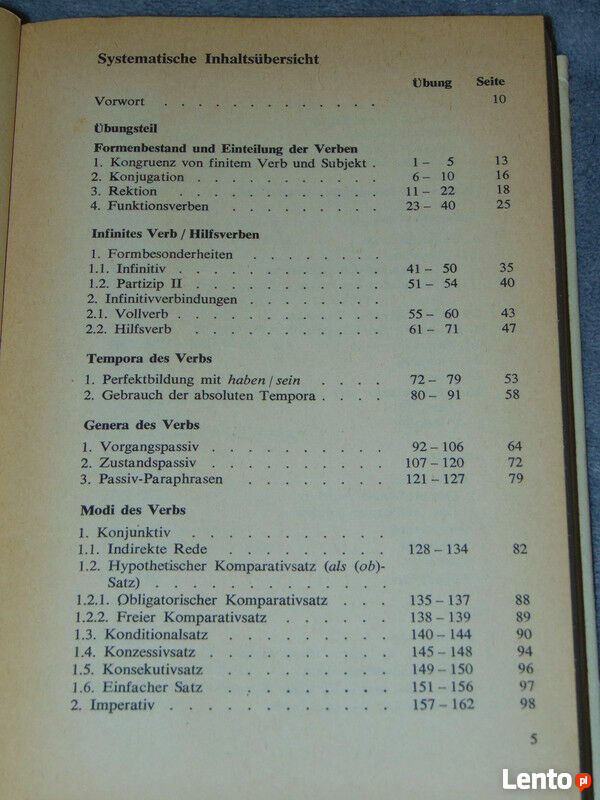 Systematische Inhaltsübersicht
Übung Seite
Vorwort . . . . . . . . . . . . . 10
Übungsteil
Formenbestand und Einteilung der Verben
1. Kongruenz von finitem Verb und Subjekt . 1 – 5 13
2. Konjugation . . . . . . . . . . . 6 – 10 16
3. Rektion . . . . . . . . . . . 11 – 22 18
4. Funktionsverben . . . . . . . . . 23 – 40 25
Infinites Verb / Hilfsverben
1. Formbesonderheiten . . . . . . . .
1.1. Infinitiv . . . . . . . . . . . . 41 – 50 35
1.2. Partizip II . . . . . . . . . . . 51 – 54 40
2. Infinitivverbindungen . . . . . . . .
2.1. Vollverb . . . . . . . . . . . . 55 – 60 43
2.2. Hilfsverb . . . . . . . . . . . 61 – 71 47
Tempora des Verbs
1. Perfektbildung mit haben / sein . . . . 72 – 79 53
2. Gebrauch der absoluten Tempora . . . . 80 – 91 58
Genera des Verbs
1. Vorgangspassiv . . . . . . . . . . 92 – 106 64
2. Zustandspassiv . . . . . . . . . . 107 – 120 72
3. Passiv-Paraphrasen . . . . . . . . 121 – 127 79
Modi des Verbs
1. Konjunktiv . . . . . . . . . . .
1.1. Indirekte Rede . . . . . . . . . 128 – 134 82
1.2. Hypothetischer Komparativsatz (als (ob)-
Satz) . . . . . . . . . . . . .
1.2.1. Obligatorischer Komparativsatz . . . 135 – 137 88
1.2.2. Freier Komparativsatz . . . . . . 138 – 139 89
1.3. Konditionalsatz . . . . . . . . . 140 – 144 90
1.4. Konzessivsatz . . . . . . . . . . 145 – 148 94
1.5. Konsekutivsatz . . . . . . . . . 149 – 150 96
1.6. Einfacher Satz . . . . . . . . . 151 – 156 97
2. Imperativ . . . . . . . . . . . . 157 – 162 98
5
Lento.pl